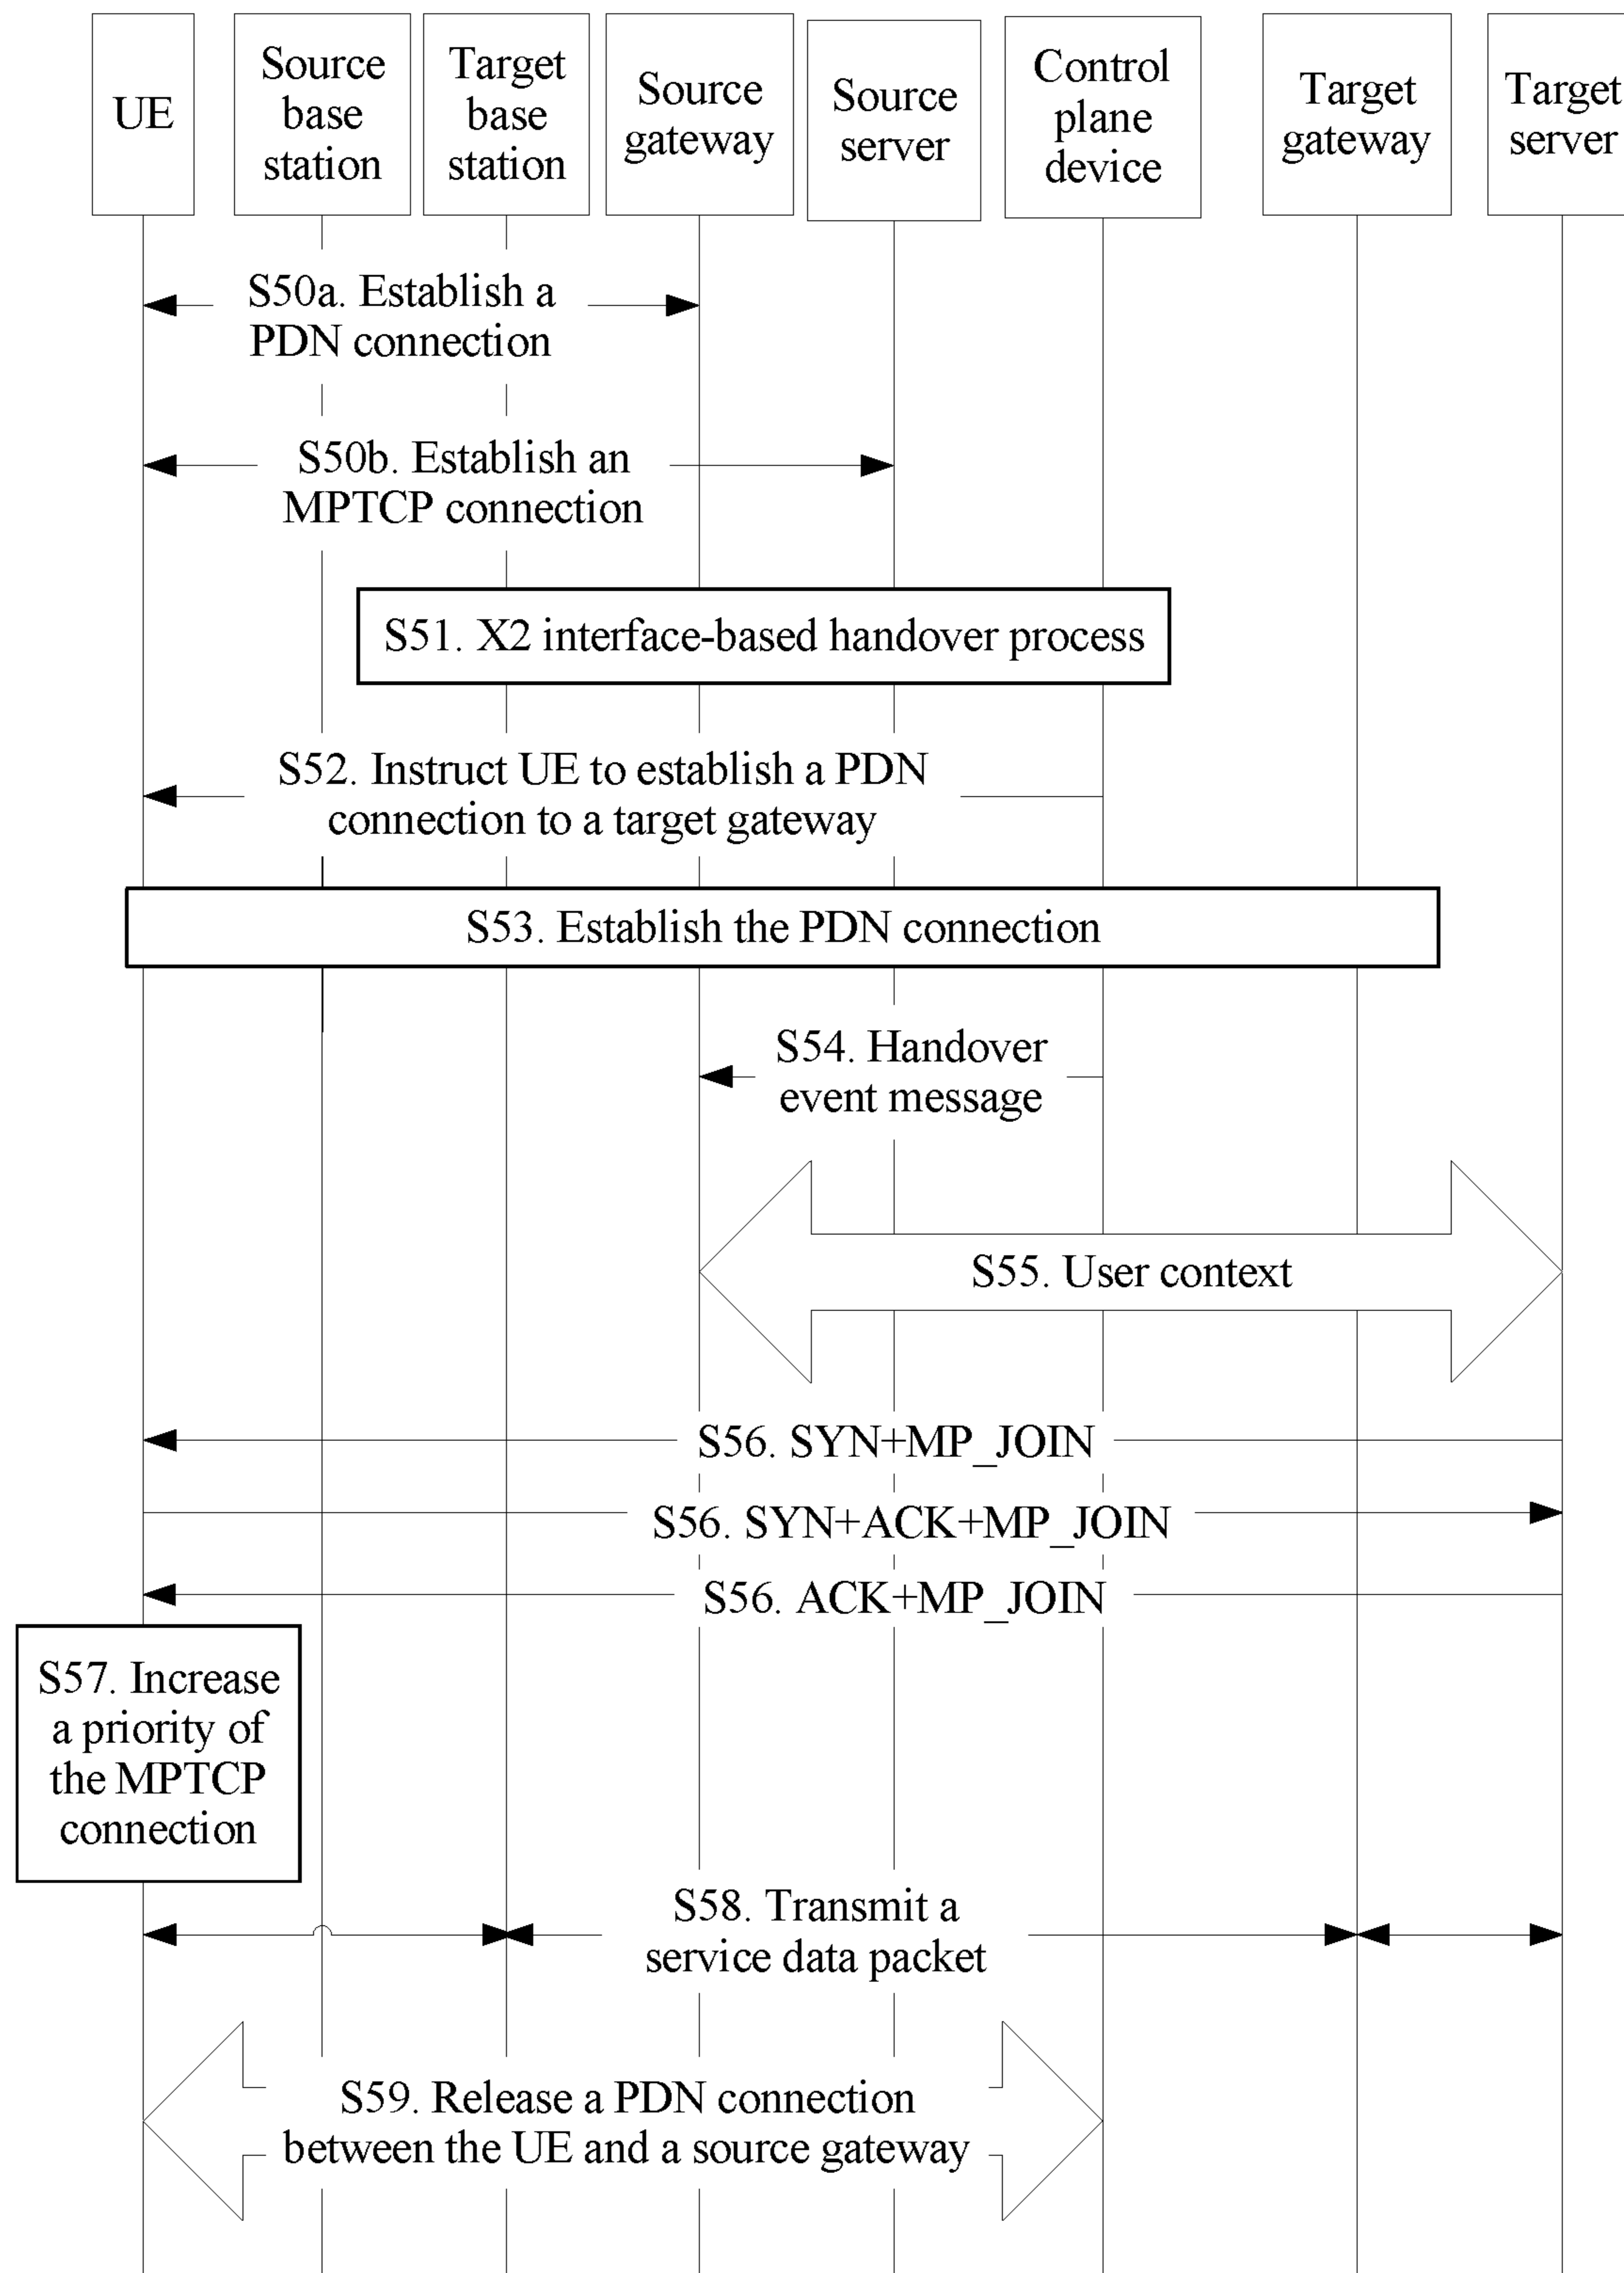 UE
Source
base
station
Target
base
station
Source
gateway
Source
server
Control
plane
device
Target
gateway
Target
server
S50a. Establish a
PDN connection
S50b. Establish an
MPTCP connection
S51. X2 interface-based handover process
S52. Instruct UE to establish a PDN
connection to a target gateway
S53. Establish the PDN connection
S54. Handover
event message
S55. User context
S56. SYN+MP_JOIN
S56. SYN+ACK+MP_JOIN
S56. ACK+MP_JOIN
S57. Increase
a priority of
the MPTCP
connection
S58. Transmit a
service data packet
S59. Release a PDN connection
between the UE and a source gateway